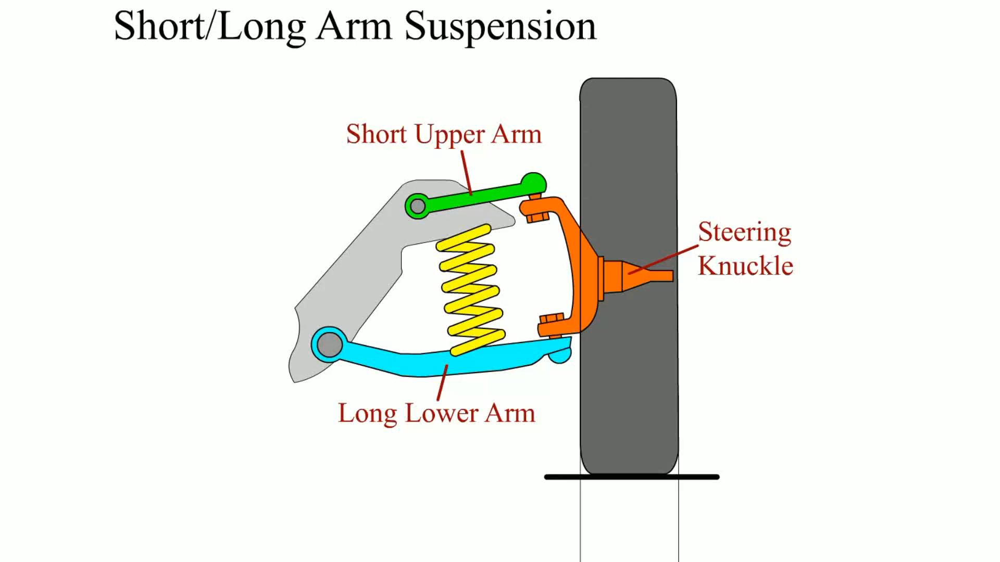 Short/Long Arm Suspension
Short Upper Arm
Steering
Knuckle
Long Lower Arm